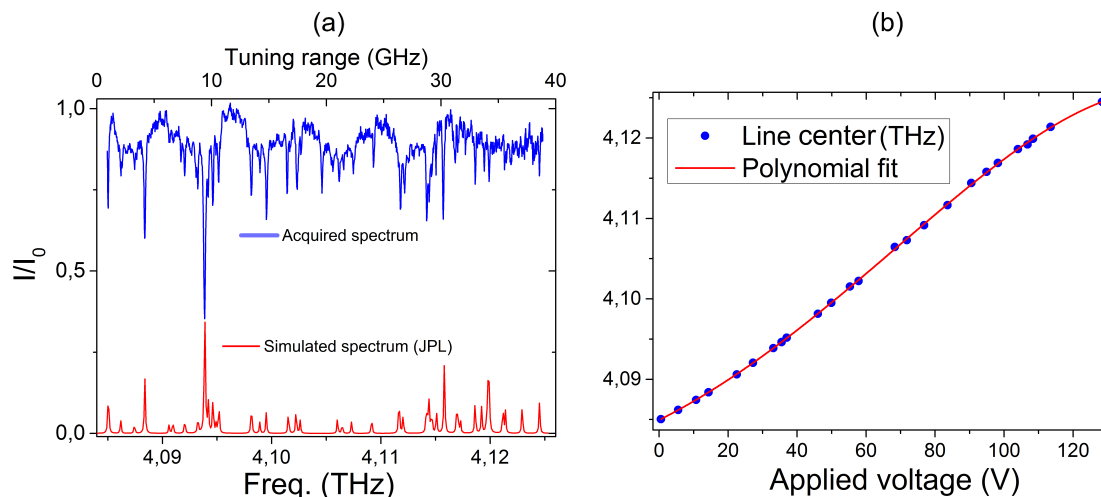 (a)
Tuning range (GHz)
0 10 20 30 40
1,0
0,5
0,0
I/I0
Acquired spectrum
Simulated spectrum (JPL)
4,09 4,10 4,11 4,12
Freq. (THz)
(b)
4,12
4,11
4,10
4,09
Line center (THz)
Polynomial fit
0 20 40 60 80 100 120
Applied voltage (V)